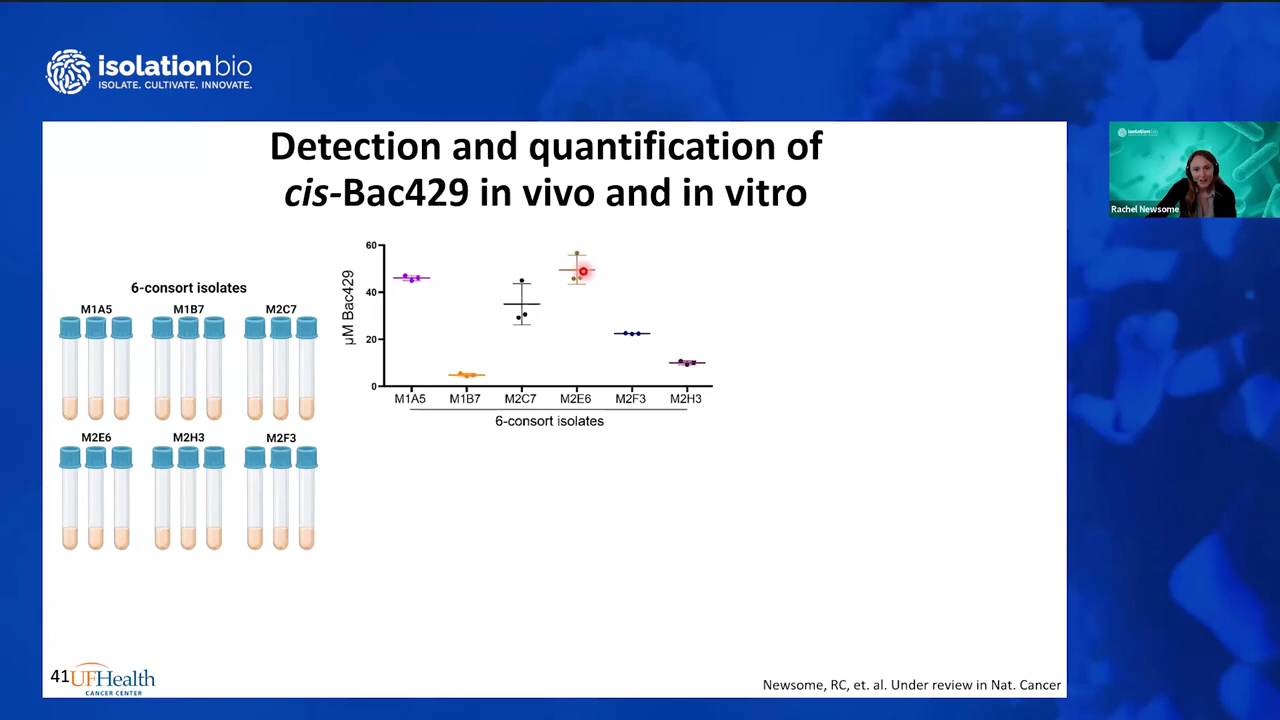 isolation bio
ISOLATE. CULTIVATE. INNOVATE.
Detection and quantification of
cis-Bac429 in vivo and in vitro
6-consort isolates
M1A5 M1B7 M2C7
M2E6 M2H3 M2F3
µM Bac429
60
40
20
0
M1A5 M1B7 M2C7 M2E6 M2F3 M2H3
6-consort isolates
isolationbio
Rachel Newsome
41
UFHealth
CANCER CENTER
Newsome, RC, et. al. Under review in Nat. Cancer